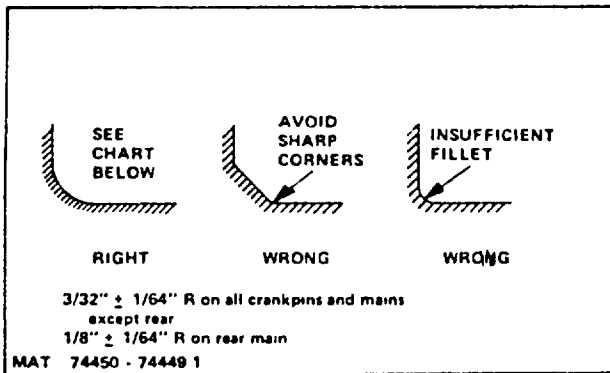 SEE
CHART
BELOW
AVOID
SHARP
CORNERS
INSUFFICIENT
FILLET
RIGHT
WRONG
WRONG
3/32" ± 1/64" R on all crankpins and mains
except rear
1/8" ± 1/64" R on rear main
MAT 74450 - 74449 1